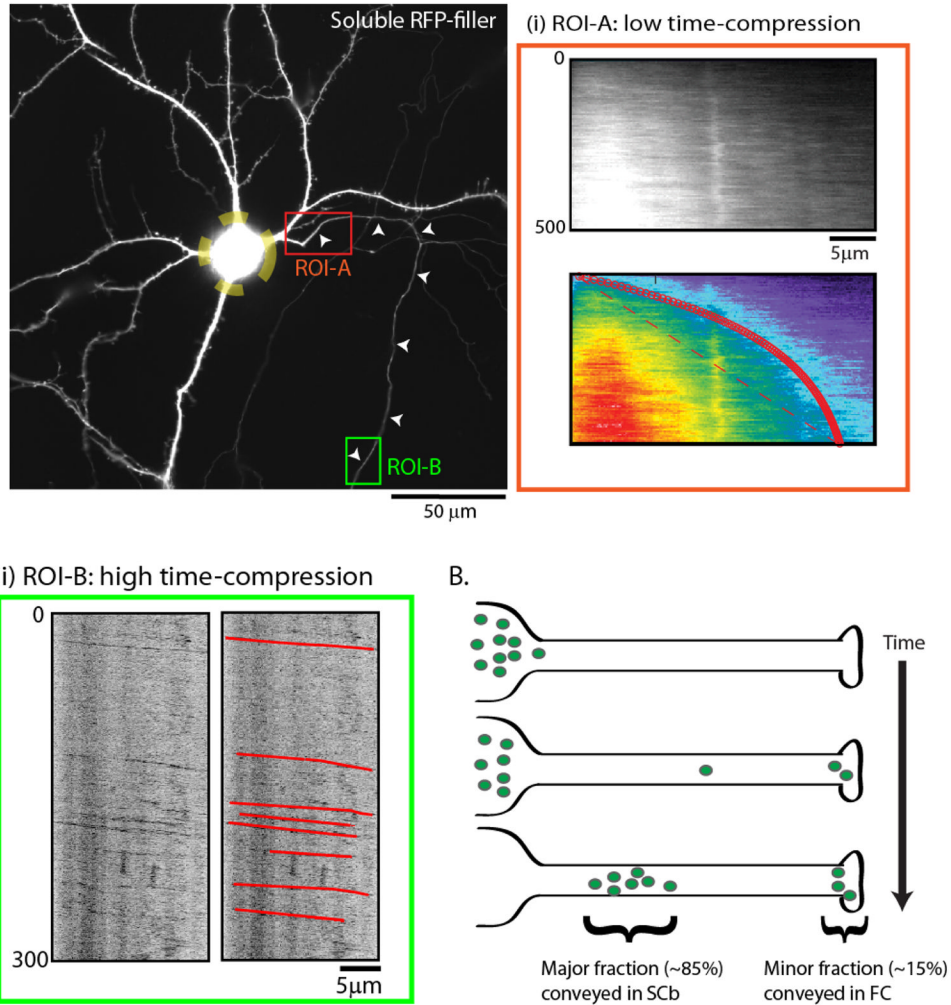 Soluble RFP-filler
ROI-A
ROI-B
50 μm
(i) ROI-A: low time-compression
0
500
5μm
i) ROI-B: high time-compression
0
300
5μm
B.
Time
Major fraction (~85%)
conveyed in SCb
Minor fraction (~15%)
conveyed in FC